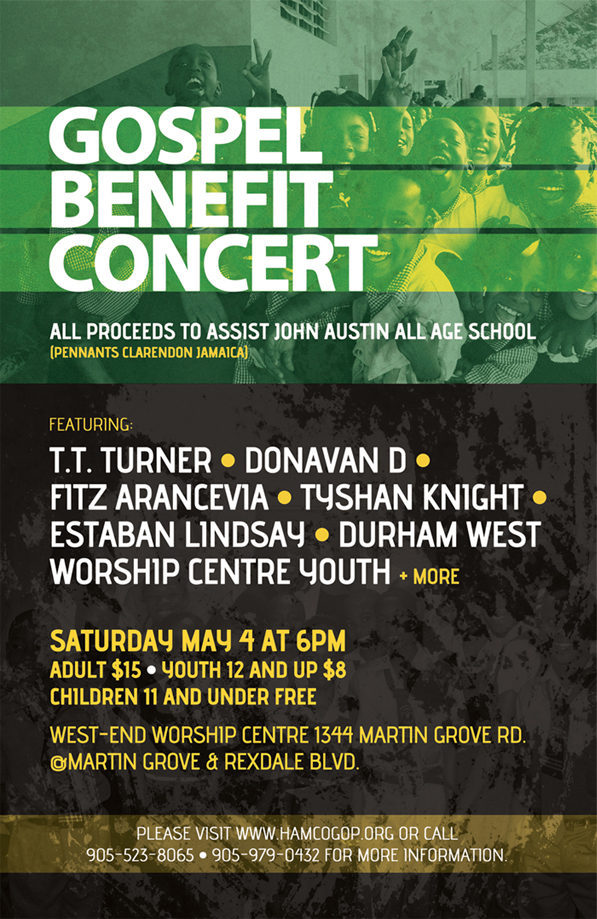 GOSPEL
BENEFIT
CONCERT
ALL PROCEEDS TO ASSIST JOHN AUSTIN ALL AGE SCHOOL
(PENNANTS CLARENDON JAMAICA)
FEATURING:
T.T. TURNER • DONAVAN D •
FITZ ARANCEVIA • TYSHAN KNIGHT •
ESTABAN LINDSAY • DURHAM WEST
WORSHIP CENTRE YOUTH + MORE
SATURDAY MAY 4 AT 6PM
ADULT $15 • YOUTH 12 AND UP $8
CHILDREN 11 AND UNDER FREE
WEST-END WORSHIP CENTRE 1344 MARTIN GROVE RD.
@MARTIN GROVE & REXDALE BLVD.
PLEASE VISIT WWW.HAMCOGOP.ORG OR CALL
905-523-8065 • 905-979-0432 FOR MORE INFORMATION.